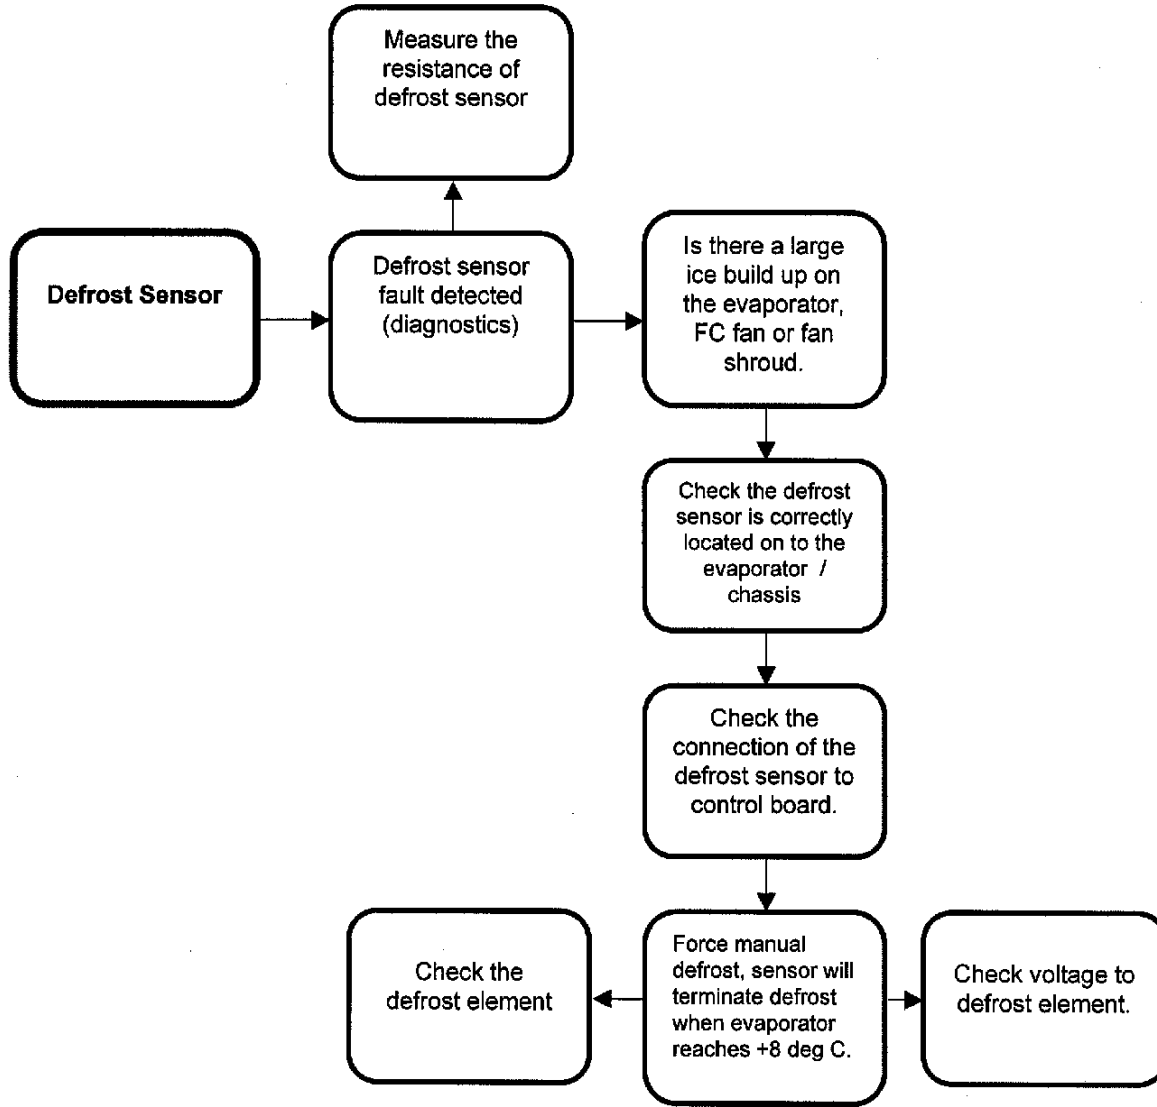 Measure the
resistance of
defrost sensor
Defrost Sensor
Defrost sensor
fault detected
(diagnostics)
Is there a large
ice build up on
the evaporator,
FC fan or fan
shroud.
Check the defrost
sensor is correctly
located on to the
evaporator /
chassis
Check the
connection of the
defrost sensor to
control board.
Check the
defrost element
Force manual
defrost, sensor will
terminate defrost
when evaporator
reaches +8 deg C.
Check voltage to
defrost element.